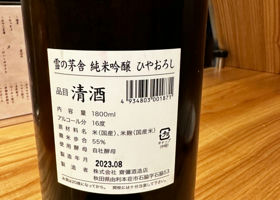 雪の茅舎 純米吟醸 ひやおろし
品目 清酒
4 934803 001871
内容量 1800ml
アルコール分 16度
原材料名 米(国産)、米麹(国産米)
精米歩合 55%
使用酵母 自社酵母
製造年月 2023.08
製造者 株式会社 齋彌酒造店
秋田県由利本荘市石脇字石脇53